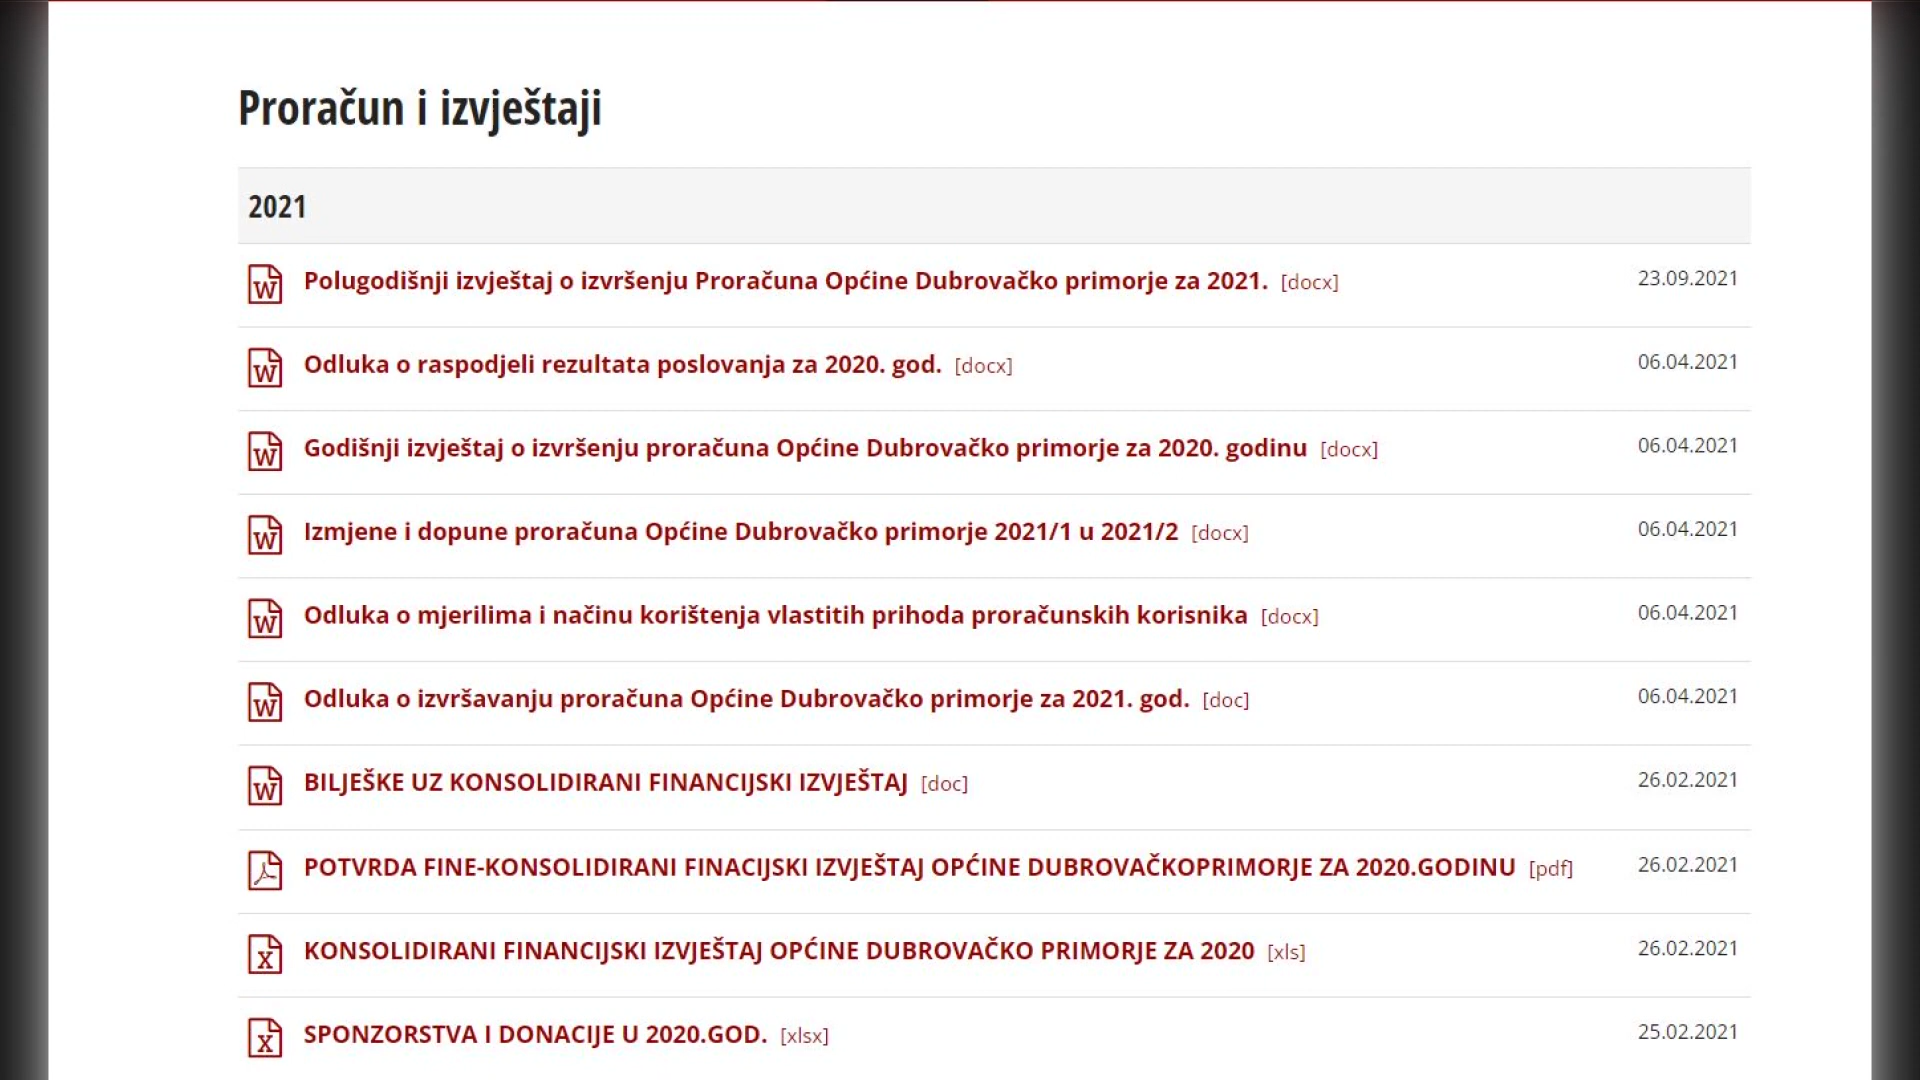 Proračun i izvještaji
2021
Polugodišnji izvještaj o izvršenju Proračuna Općine Dubrovačko primorje za 2021. [docx] 23.09.2021
Odluka o raspodjeli rezultata poslovanja za 2020. god. [docx] 06.04.2021
Godišnji izvještaj o izvršenju proračuna Općine Dubrovačko primorje za 2020. godinu [docx] 06.04.2021
Izmjene i dopune proračuna Općine Dubrovačko primorje 2021/1 u 2021/2 [docx] 06.04.2021
Odluka o mjerilima i načinu korištenja vlastitih prihoda proračunskih korisnika [docx] 06.04.2021
Odluka o izvršavanju proračuna Općine Dubrovačko primorje za 2021. god. [doc] 06.04.2021
BILJEŠKE UZ KONSOLIDIRANI FINANCIJSKI IZVJEŠTAJ [doc] 26.02.2021
POTVRDA FINE-KONSOLIDIRANI FINACIJSKI IZVJEŠTAJ OPĆINE DUBROVAČKOPRIMORJE ZA 2020.GODINU [pdf] 26.02.2021
KONSOLIDIRANI FINANCIJSKI IZVJEŠTAJ OPĆINE DUBROVAČKO PRIMORJE ZA 2020 [xls] 26.02.2021
SPONZORSTVA I DONACIJE U 2020.GOD. [xlsx] 25.02.2021